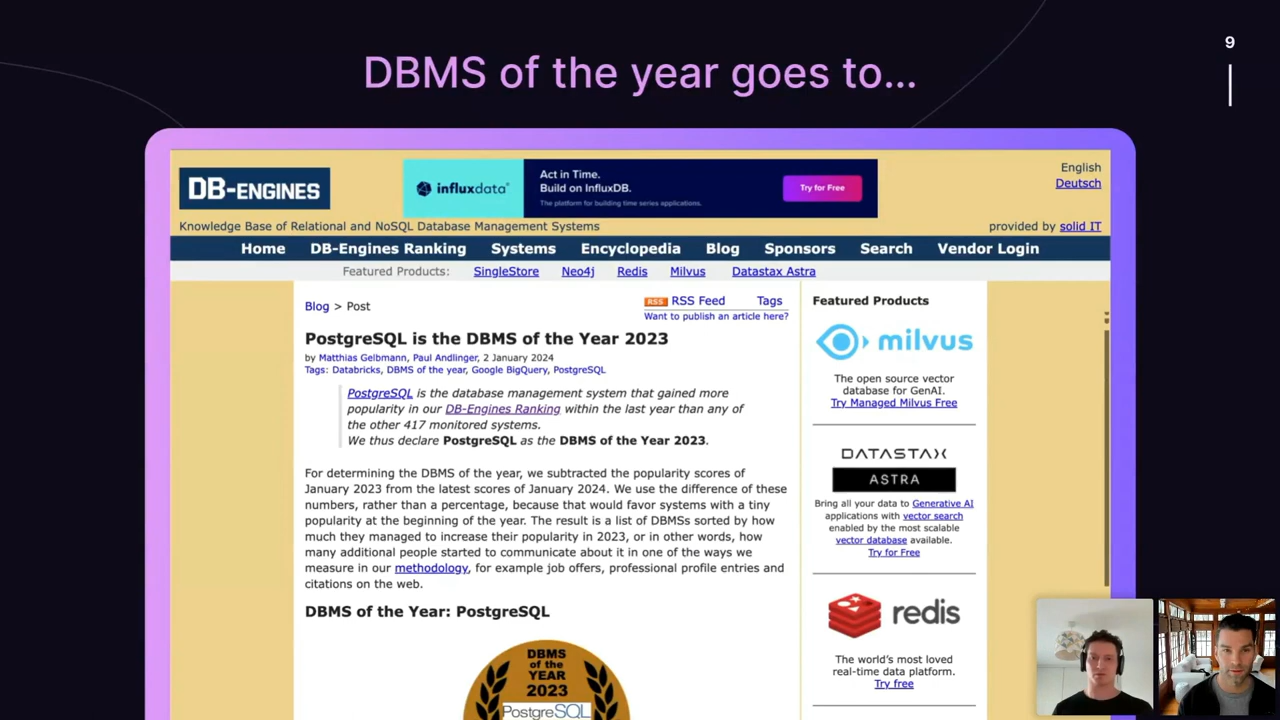 9
DBMS of the year goes to...
DB-ENGINES
influxdata®
Act in Time.
Build on InfluxDB.
The platform for building time series applications.
Try for Free
English
Deutsch
Knowledge Base of Relational and NoSQL Database Management Systems
provided by solid IT
Home DB-Engines Ranking Systems Encyclopedia Blog Sponsors Search Vendor Login
Featured Products: SingleStore Neo4j Redis Milvus Datastax Astra
Blog > Post
RSS RSS Feed Tags
Want to publish an article here?
PostgreSQL is the DBMS of the Year 2023
by Matthias Gelbmann, Paul Andlinger, 2 January 2024
Tags: Databricks, DBMS of the year, Google BigQuery, PostgreSQL
PostgreSQL is the database management system that gained more
popularity in our DB-Engines Ranking within the last year than any of
the other 417 monitored systems.
We thus declare PostgreSQL as the DBMS of the Year 2023.
For determining the DBMS of the year, we subtracted the popularity scores of
January 2023 from the latest scores of January 2024. We use the difference of these
numbers, rather than a percentage, because that would favor systems with a tiny
popularity at the beginning of the year. The result is a list of DBMSs sorted by how
much they managed to increase their popularity in 2023, or in other words, how
many additional people started to communicate about it in one of the ways we
measure in our methodology, for example job offers, professional profile entries and
citations on the web.
DBMS of the Year: PostgreSQL
DBMS
of the
YEAR
2023
PostgreSQL
Featured Products
milvus
The open source vector
database for GenAI.
Try Managed Milvus Free
DATASTAX
ASTRA
Bring all your data to Generative AI
applications with vector search
enabled by the most scalable
vector database available.
Try for Free
redis
The world's most loved
real-time data platform.
Try free